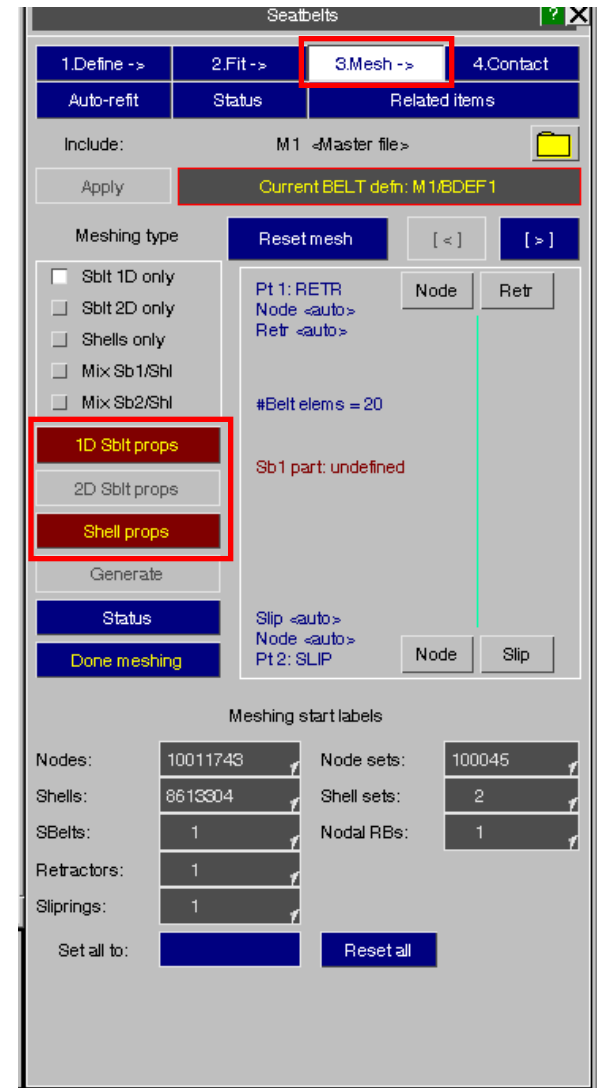 Seatbelts ? X
1.Define -> 2.Fit -> 3.Mesh -> 4.Contact
Auto-refit Status Related items
Include: M1 <Master file>
Apply Current BELT defn: M1/BDEF1
Meshing type Reset mesh [<] [>]
Sblt 1D only
Sblt 2D only
Shells only
Mix Sb1/Shl
Mix Sb2/Shl
1D Sblt props
2D Sblt props
Shell props
Generate
Status
Done meshing
Pt 1: RETR Node Retr
Node <auto>
Retr <auto>
#Belt elems = 20
Sb1 part: undefined
Slip <auto>
Node <auto>
Pt 2: SLIP Node Slip
Meshing start labels
Nodes: 10011743 Node sets: 100045
Shells: 8613304 Shell sets: 2
SBelts: 1 Nodal RBs: 1
Retractors: 1
Sliprings: 1
Set all to: Reset all